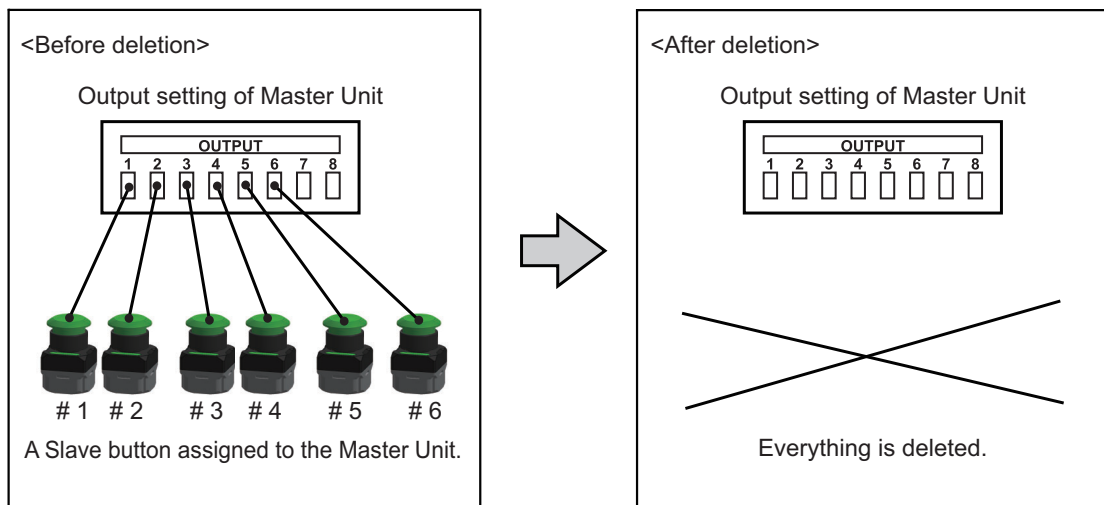 <Before deletion>
Output setting of Master Unit
OUTPUT
1 2 3 4 5 6 7 8
# 1 # 2 # 3 # 4 # 5 # 6
A Slave button assigned to the Master Unit.
<After deletion>
Output setting of Master Unit
OUTPUT
1 2 3 4 5 6 7 8
Everything is deleted.